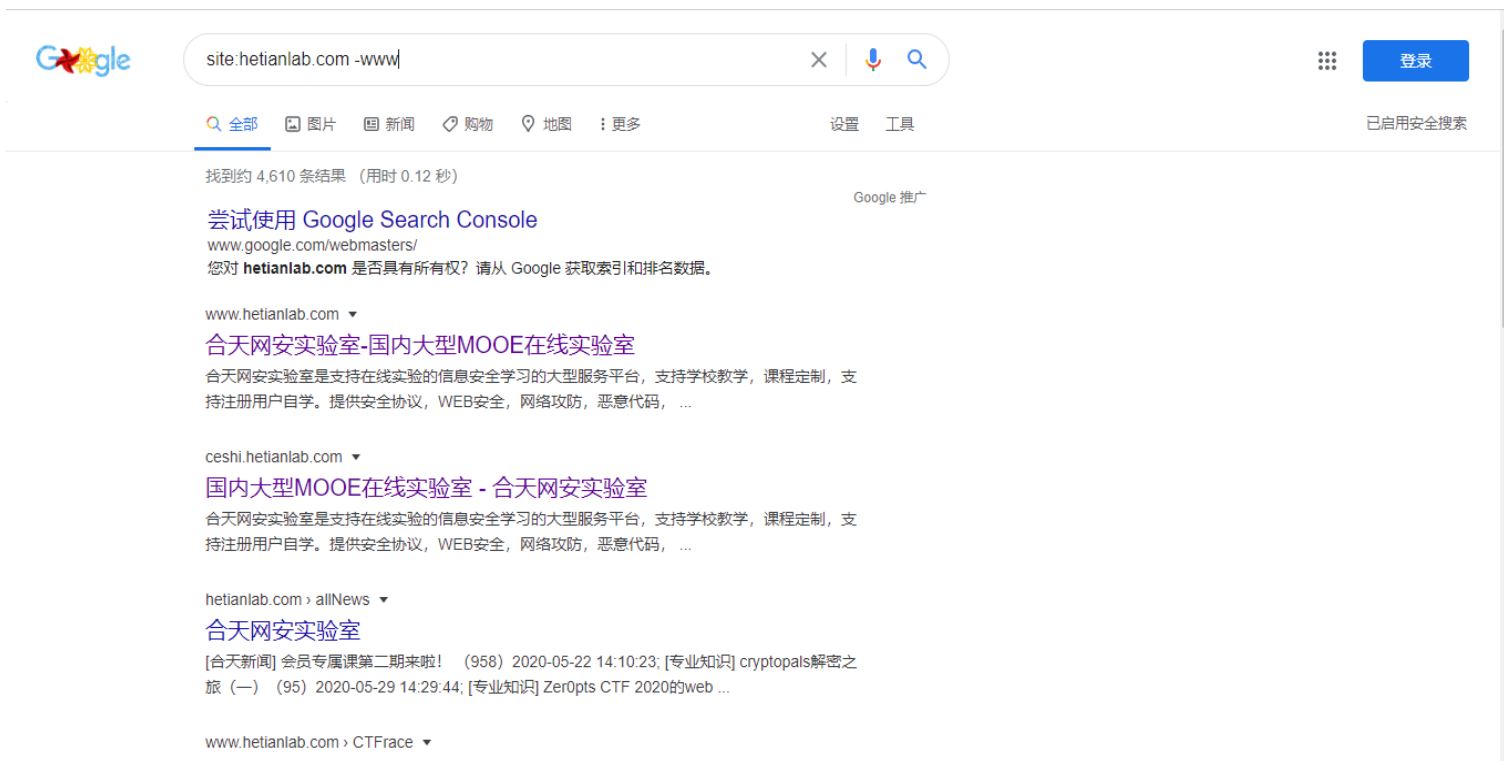 Google
site:hetianlab.com -www
登录
全部 图片 新闻 购物 地图 更多 设置 工具 已启用安全搜索
找到约 4,610 条结果 （用时 0.12 秒）
Google 推广
尝试使用 Google Search Console
www.google.com/webmasters/
您对 hetianlab.com 是否具有所有权？请从 Google 获取索引和排名数据。
www.hetianlab.com
合天网安实验室-国内大型MOOE在线实验室
合天网安实验室是支持在线实验的信息安全学习的大型服务平台，支持学校教学，课程定制，支
持注册用户自学。提供安全协议，WEB安全，网络攻防，恶意代码， ...
ceshi.hetianlab.com
国内大型MOOE在线实验室 - 合天网安实验室
合天网安实验室是支持在线实验的信息安全学习的大型服务平台，支持学校教学，课程定制，支
持注册用户自学。提供安全协议，WEB安全，网络攻防，恶意代码， ...
hetianlab.com › allNews
合天网安实验室
[合天新闻] 会员专属课第二期来啦！ （958）2020-05-22 14:10:23; [专业知识] cryptopals解密之
旅（一）（95）2020-05-29 14:29:44; [专业知识] Zer0pts CTF 2020的web ...
www.hetianlab.com › CTFrace